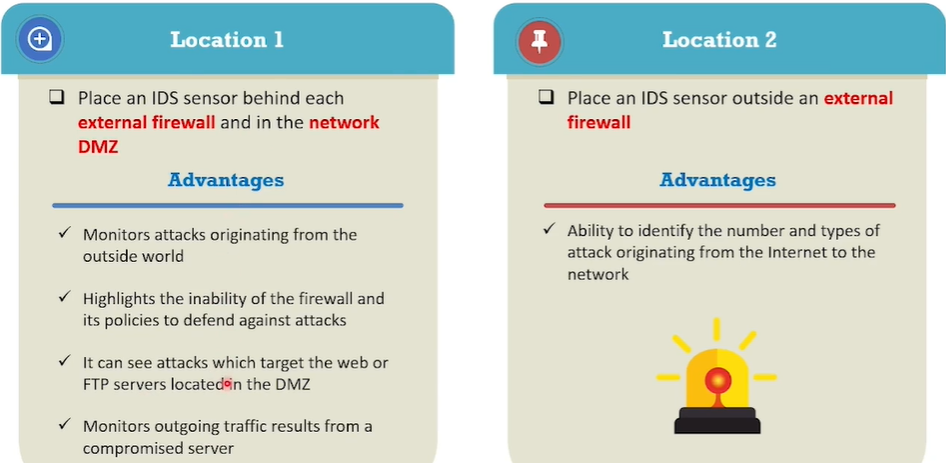 Location 1
Place an IDS sensor behind each
external firewall and in the network
DMZ
Advantages
Monitors attacks originating from the
outside world
Highlights the inability of the firewall and
its policies to defend against attacks
It can see attacks which target the web or
FTP servers located in the DMZ
Monitors outgoing traffic results from a
compromised server
Location 2
Place an IDS sensor outside an external
firewall
Advantages
Ability to identify the number and types of
attack originating from the Internet to the
network